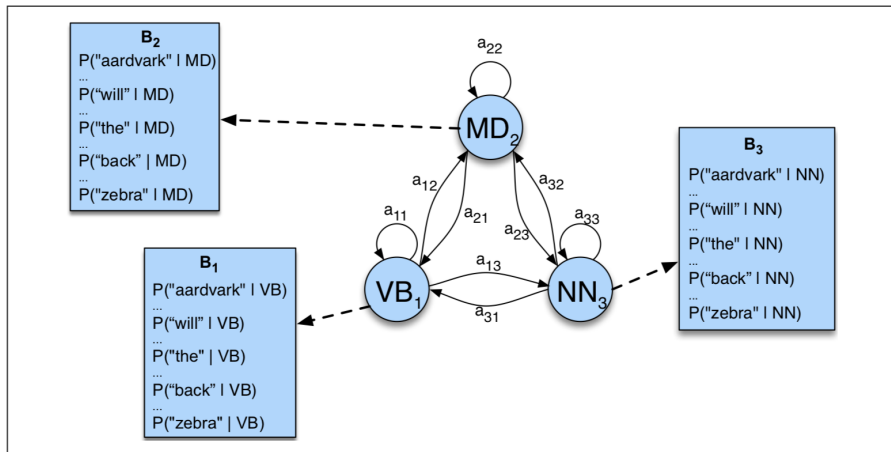 B₂
P("aardvark" | MD)
...
P(“will” | MD)
...
P("the" | MD)
...
P(“back” | MD)
...
P("zebra" | MD)
a₂₂
MD₂
B₃
P("aardvark" | NN)
...
P(“will” | NN)
...
P("the" | NN)
...
P(“back” | NN)
...
P("zebra" | NN)
a₁₂
a₂₁
a₃₂
a₂₃
a₁₁
a₃₃
a₁₃
VB₁
NN₃
a₃₁
B₁
P("aardvark" | VB)
...
P(“will” | VB)
...
P("the" | VB)
...
P(“back” | VB)
...
P("zebra" | VB)